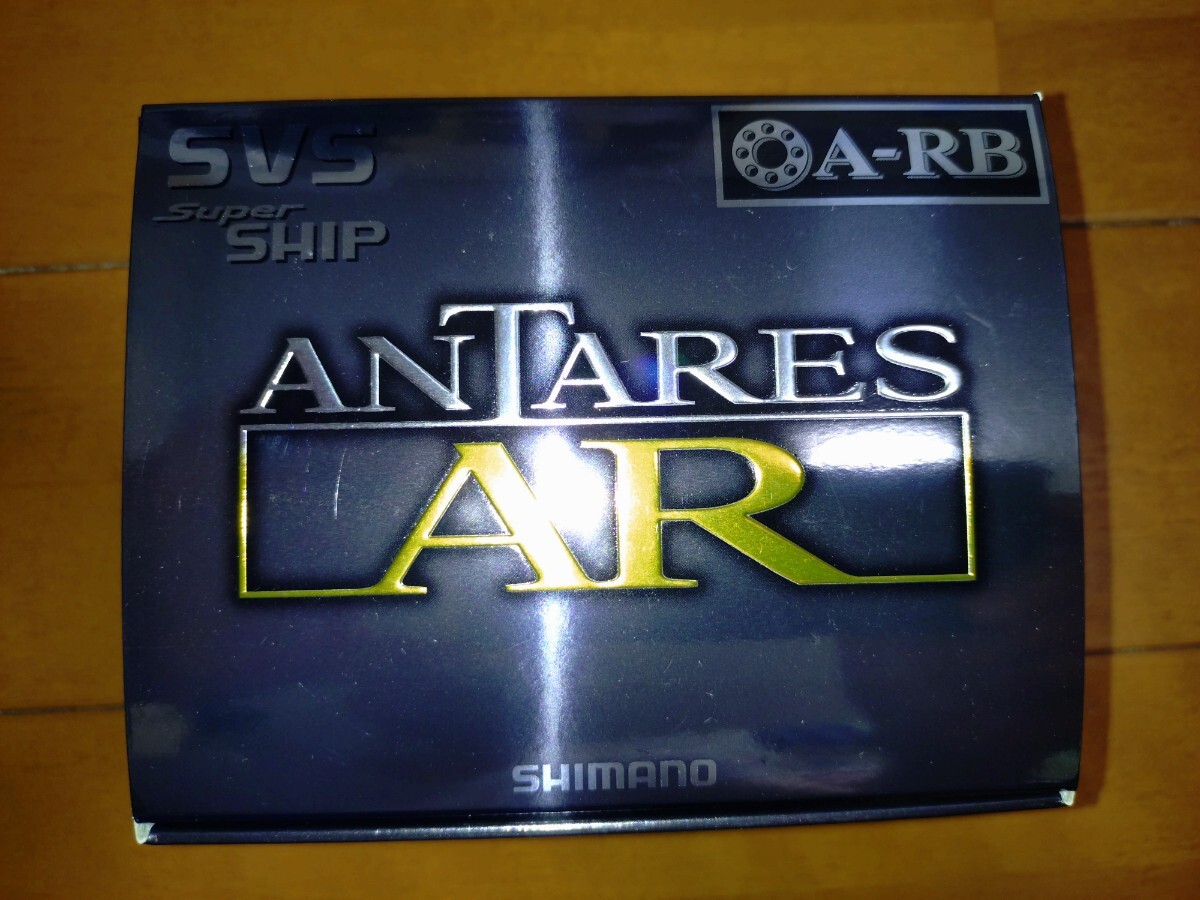 SVS
Super
SHIP
A-RB
ANTARES
AR
SHIMANO